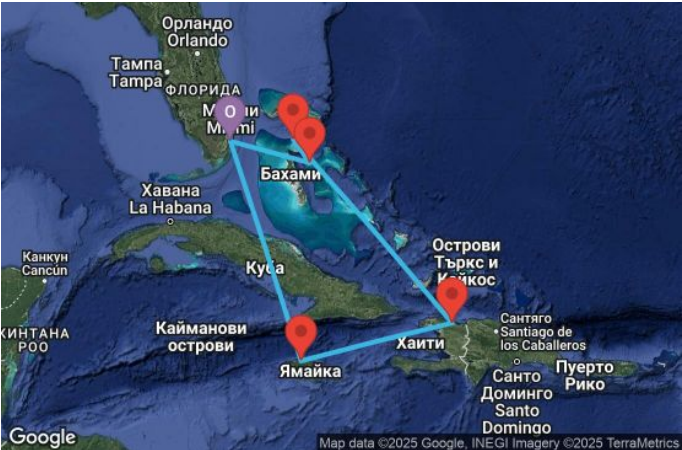 Орландо
Orlando
Тампа
Tampa
ФЛОРИДА
O
Miami
Бахами
Хавана
La Habana
Канкун
Cancún
Куба
Острови
Търкс и
Кайкос
КИНТАНА
РОО
Кайманови
острови
Ямайка
Хаити
Сантяго
Santiago de
los Caballeros
Санто
Доминго
Santo
Domingo
Пуерто
Рико
Google
Map data ©2025 Google, INEGI Imagery ©2025 TerraMetrics